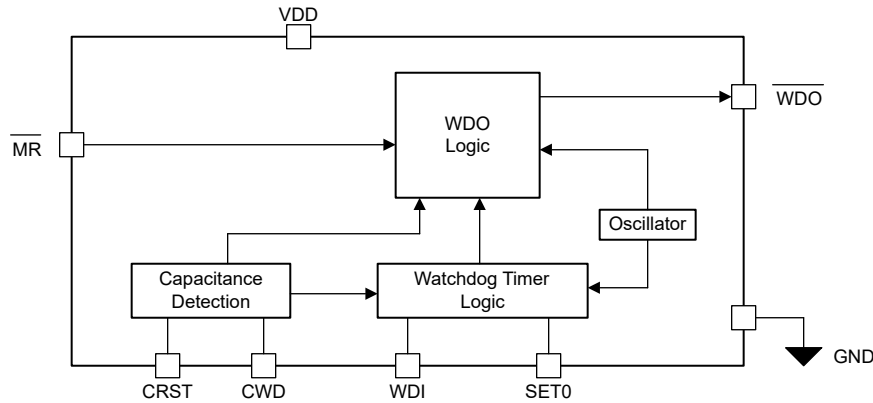 VDD
WDO
WDO
Logic
MR
Oscillator
Capacitance
Detection
Watchdog Timer
Logic
GND
CRST
CWD
WDI
SET0